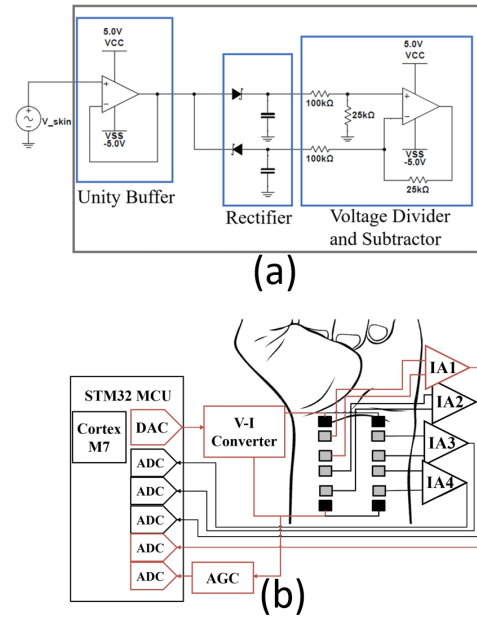 5.0V
VCC
V_skin
VSS
-5.0V
Unity Buffer
Rectifier
100kΩ
25kΩ
100kΩ
5.0V
VCC
VSS
-5.0V
25kΩ
Voltage Divider
and Subtractor
(a)
STM32 MCU
Cortex
M7
DAC
ADC
ADC
ADC
ADC
ADC
V-I
Converter
AGC
IA1
IA2
IA3
IA4
(b)